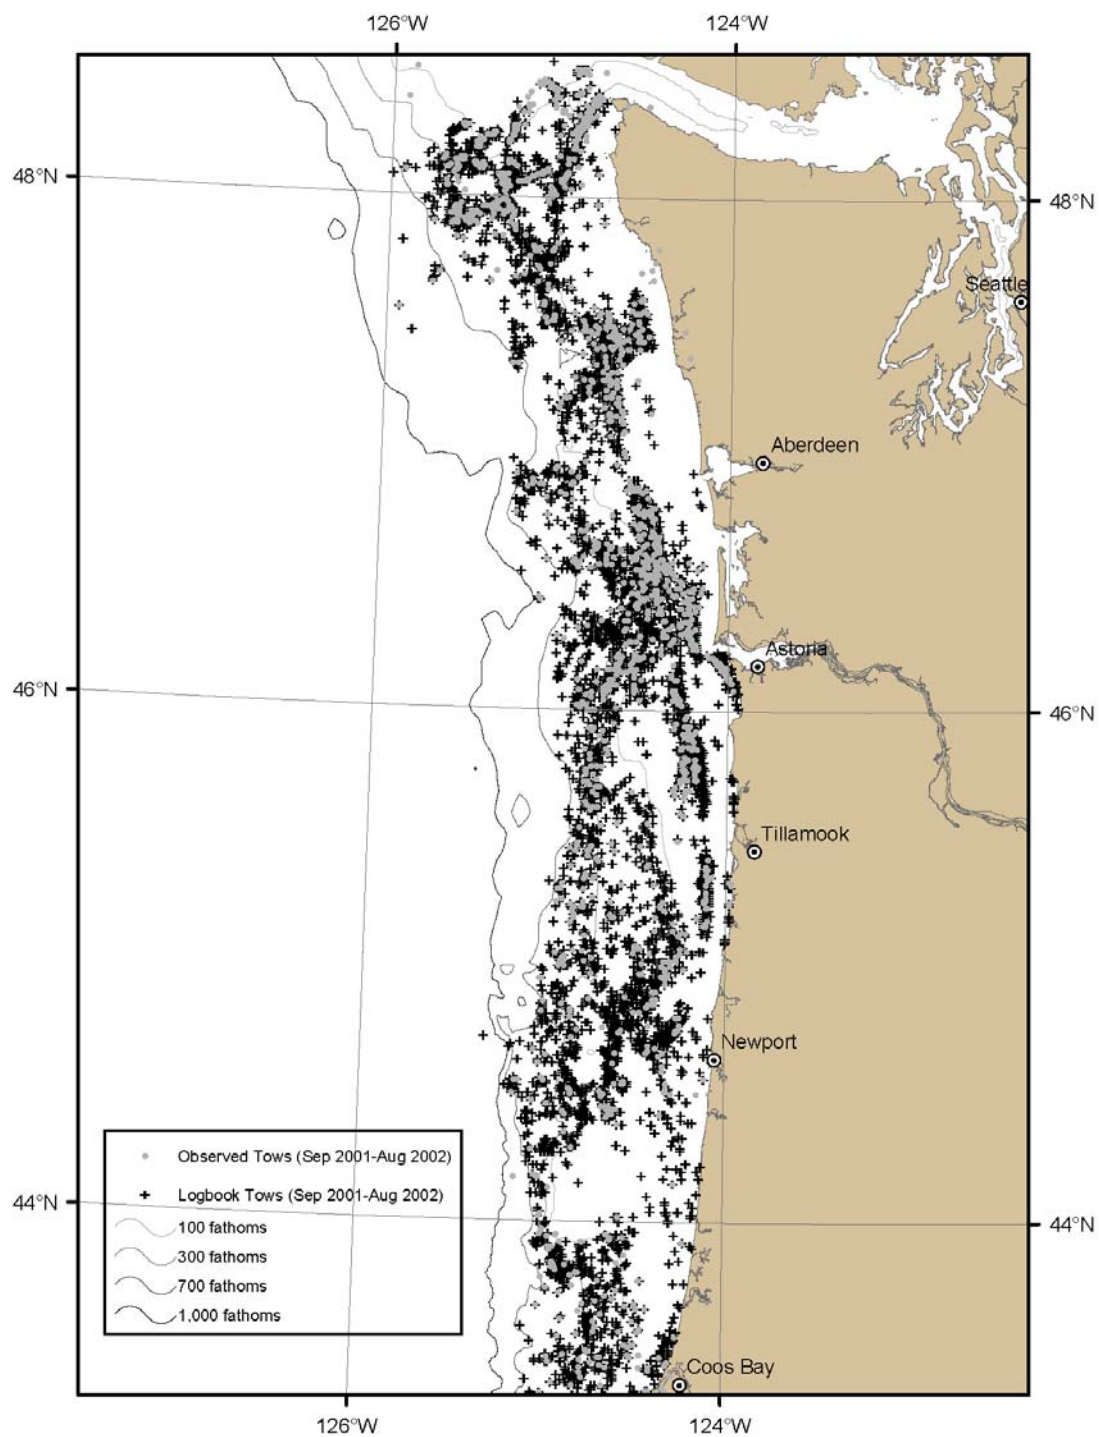 126°W 124°W
48°N 48°N
Seattle
Aberdeen
Astoria
46°N 46°N
Tillamook
Newport
Observed Tows (Sep 2001-Aug 2002)
Logbook Tows (Sep 2001-Aug 2002)
44°N 44°N
100 fathoms
300 fathoms
700 fathoms
1,000 fathoms
Coos Bay
126°W 124°W